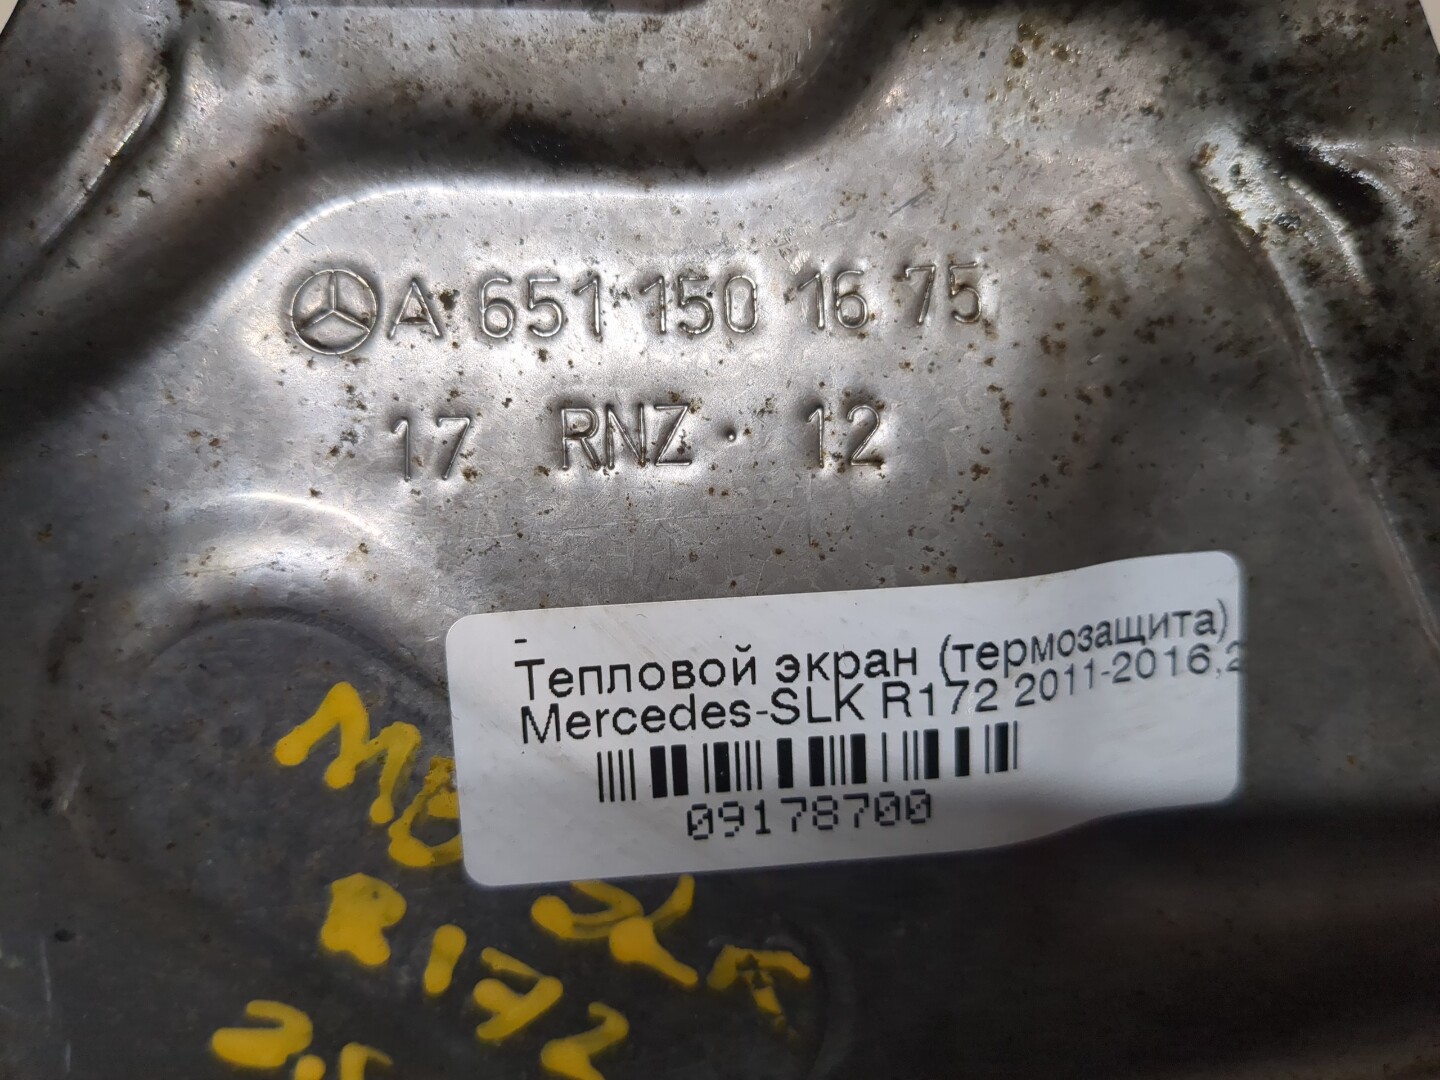 A 651 150 16 75
17 RNZ · 12
-
Тепловой экран (термозащита)
Mercedes-SLK R172 2011-2016,2
09178700
R172